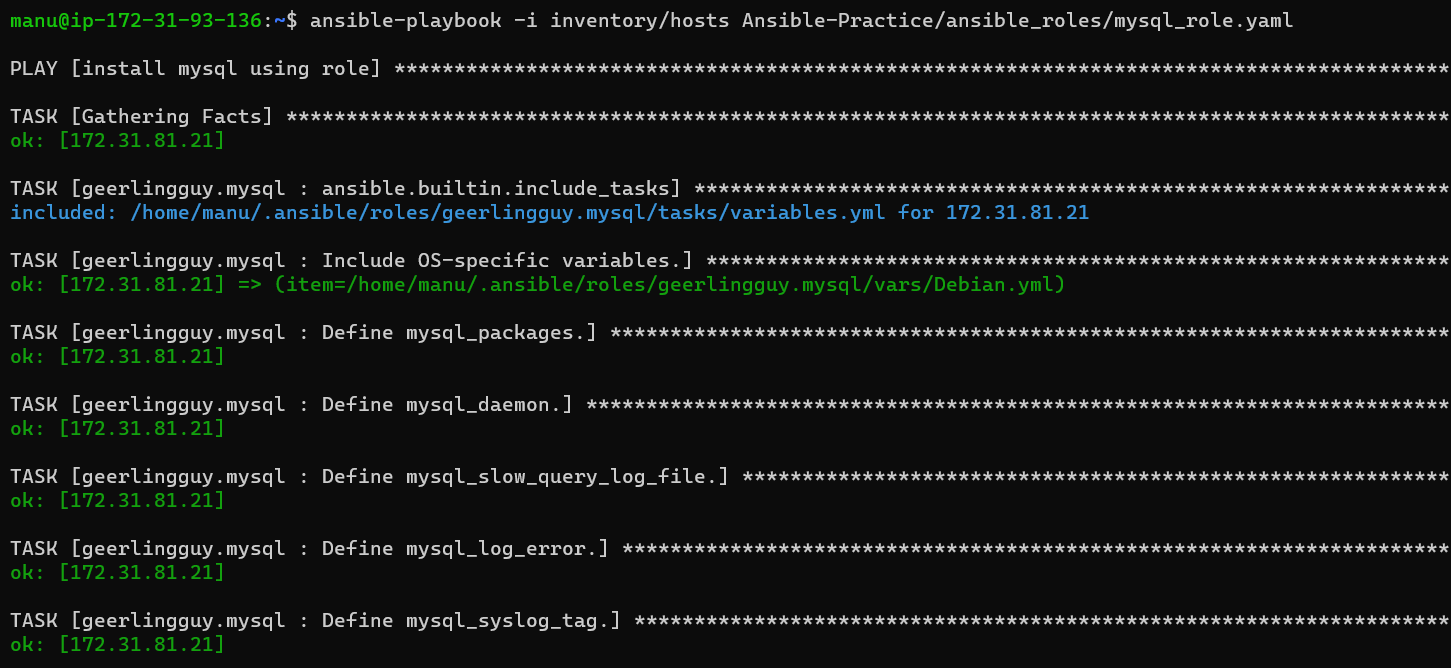 manu@ip-172-31-93-136:~$ ansible-playbook -i inventory/hosts Ansible-Practice/ansible_roles/mysql_role.yaml
PLAY [install mysql using role] ****************************************************************************************
TASK [Gathering Facts] *************************************************************************************************
ok: [172.31.81.21]
TASK [geerlingguy.mysql : ansible.builtin.include_tasks] ***************************************************************
included: /home/manu/.ansible/roles/geerlingguy.mysql/tasks/variables.yml for 172.31.81.21
TASK [geerlingguy.mysql : Include OS-specific variables.] **************************************************************
ok: [172.31.81.21] => (item=/home/manu/.ansible/roles/geerlingguy.mysql/vars/Debian.yml)
TASK [geerlingguy.mysql : Define mysql_packages.] **********************************************************************
ok: [172.31.81.21]
TASK [geerlingguy.mysql : Define mysql_daemon.] ************************************************************************
ok: [172.31.81.21]
TASK [geerlingguy.mysql : Define mysql_slow_query_log_file.] ***********************************************************
ok: [172.31.81.21]
TASK [geerlingguy.mysql : Define mysql_log_error.] *********************************************************************
ok: [172.31.81.21]
TASK [geerlingguy.mysql : Define mysql_syslog_tag.] ********************************************************************
ok: [172.31.81.21]